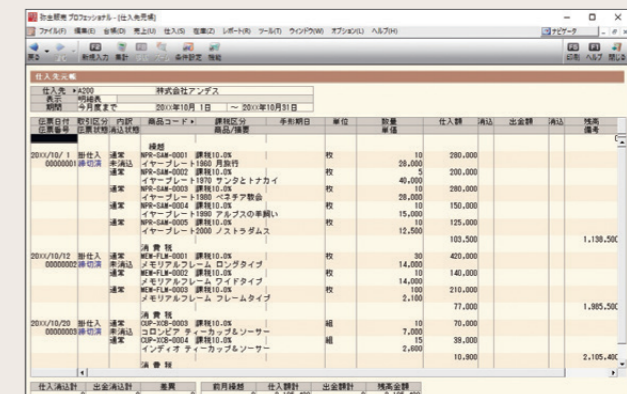 弥生販売 プロフェッショナル - [仕入先元帳]
ファイル(F) 編集(E) 台帳(D) 売上(U) 仕入(S) 在庫(Z) レポート(R) ツール(T) ウィンドウ(W) オプション(L) ヘルプ(H) ナビゲータ
戻る 新規入力 集計 条件設定 機能 印刷 ヘルプ 閉じる
仕入先元帳
仕入先 A200 株式会社アンデス
表示 明細表
期間 今月度まで 20XX年10月 1日 ~ 20XX年10月31日
伝票日付 取引区分 内訳 商品コード 課税区分 手形期日 単位 数量 仕入額 消込 出金額 消込 残高
伝票番号 伝票状態 消込状態 商品/摘要 単価 備考
繰越
20XX/10/ 1 掛仕入 通常 NPR-SAM-0001 課税10.0% 枚 10 280,000
00000001 締切済 未消込 イヤープレート1960 月旅行 28,000
通常 NPR-SAM-0002 課税10.0% 枚 5 200,000
イヤープレート1970 サンタとトナカイ 40,000
通常 NPR-SAM-0003 課税10.0% 枚 10 280,000
イヤープレート1980 ベネチア教会 28,000
通常 NPR-SAM-0004 課税10.0% 枚 10 150,000
イヤープレート1990 アルプスの羊飼い 15,000
通常 NPR-SAM-0005 課税10.0% 枚 10 125,000
イヤープレート2000 ノストラダムス 12,500
103,500 1,138,500
消費税
20XX/10/12 掛仕入 通常 MEM-FLM-0001 課税10.0% 枚 30 420,000
00000002 締切済 未消込 メモリアルフレーム ロングタイプ 14,000
通常 MEM-FLM-0002 課税10.0% 枚 10 140,000
メモリアルフレーム ワイドタイプ 14,000
通常 MEM-FLM-0003 課税10.0% 枚 100 210,000
メモリアルフレーム フレームタイプ 2,100
77,000 1,985,500
消費税
20XX/10/20 掛仕入 通常 CUP-XCB-0003 課税10.0% 組 10 70,000
00000003 締切済 未消込 コロンビア ティーカップ&ソーサー 7,000
通常 CUP-XCB-0004 課税10.0% 組 15 39,000
インディオ ティーカップ&ソーサー 2,600
10,900 2,105,400
消費税
仕入消込計 出金消込計 差異 前月繰越 仕入額計 出金額計 残高金額